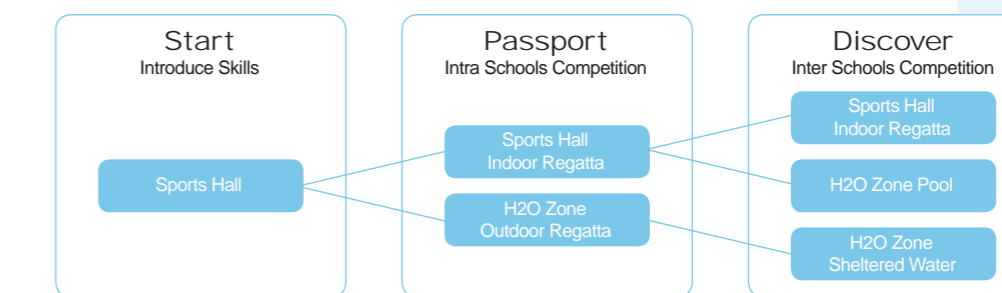 Start
Introduce Skills
Sports Hall
Passport
Intra Schools Competition
Sports Hall
Indoor Regatta
H2O Zone
Outdoor Regatta
Discover
Inter Schools Competition
Sports Hall
Indoor Regatta
H2O Zone Pool
H2O Zone
Sheltered Water